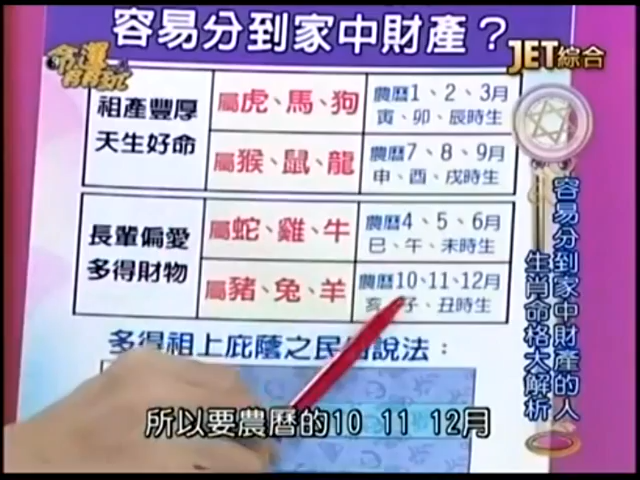 容易分到家中財產？
命運好好玩
JET綜合
祖產豐厚
天生好命
屬虎、馬、狗
農曆1、2、3月
寅、卯、辰時生
屬猴、鼠、龍
農曆7、8、9月
申、酉、戌時生
長輩偏愛
多得財物
屬蛇、雞、牛
農曆4、5、6月
巳、午、未時生
屬豬、兔、羊
農曆10、11、12月
亥、子、丑時生
多得祖上庇蔭之民俗說法：
容易分到家中財產的人
生肖命格大解析
所以要農曆的10 11 12月